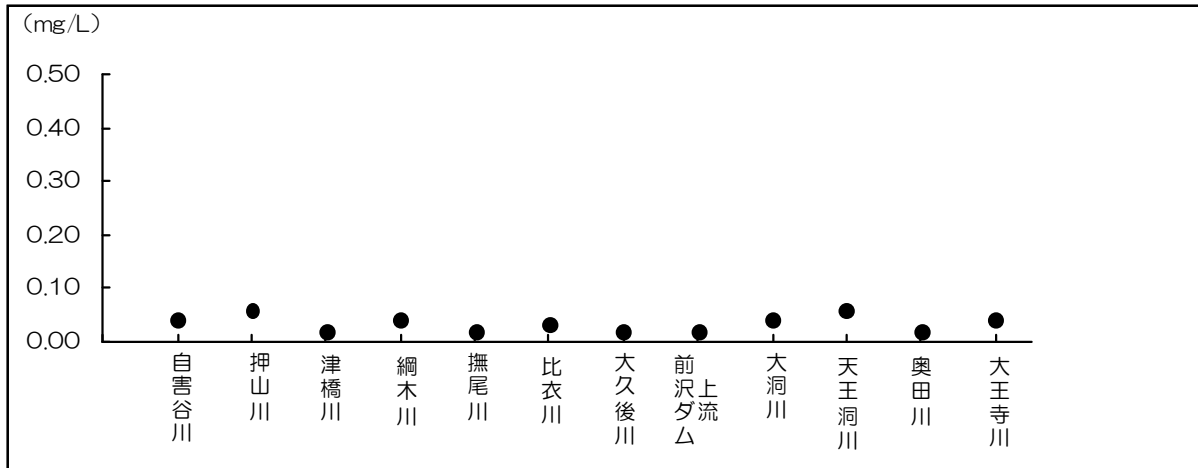 (mg/L)
0.50
0.40
0.30
0.20
0.10
0.00
自害谷川
押山川
津橋川
綱木川
撫尾川
比衣川
大久後川
前沢ダム
上流
大洞川
天王洞川
奥田川
大王寺川